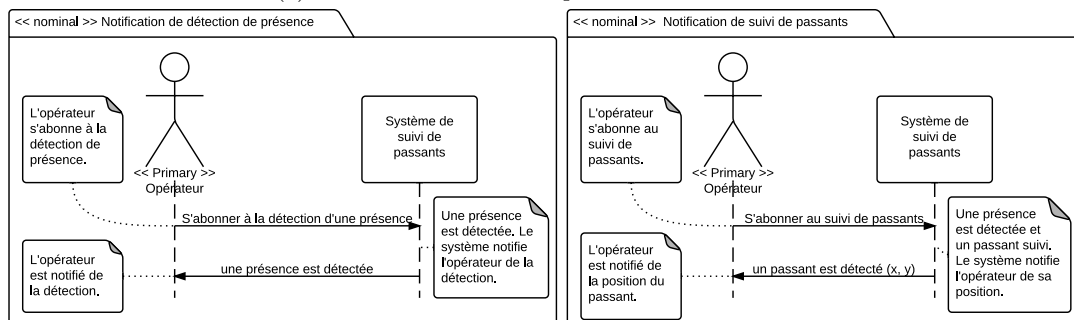 << nominal >> Notification de détection de présence
L'opérateur
s'abonne à la
détection de
présence.
<< Primary >>
Opérateur
Système de
suivi de
passants
S'abonner à la détection d'une présence
Une présence
est détectée. Le
système notifie
l'opérateur de la
détection.
L'opérateur
est notifié de
la détection.
une présence est détectée
<< nominal >> Notification de suivi de passants
L'opérateur
s'abonne au
suivi de
passants.
<< Primary >>
Opérateur
Système de
suivi de
passants
S'abonner au suivi de passants
Une présence
est détectée et
un passant suivi.
Le système notifie
l'opérateur de sa
position.
L'opérateur
est notifié de
la position du
passant.
un passant est détecté (x, y)